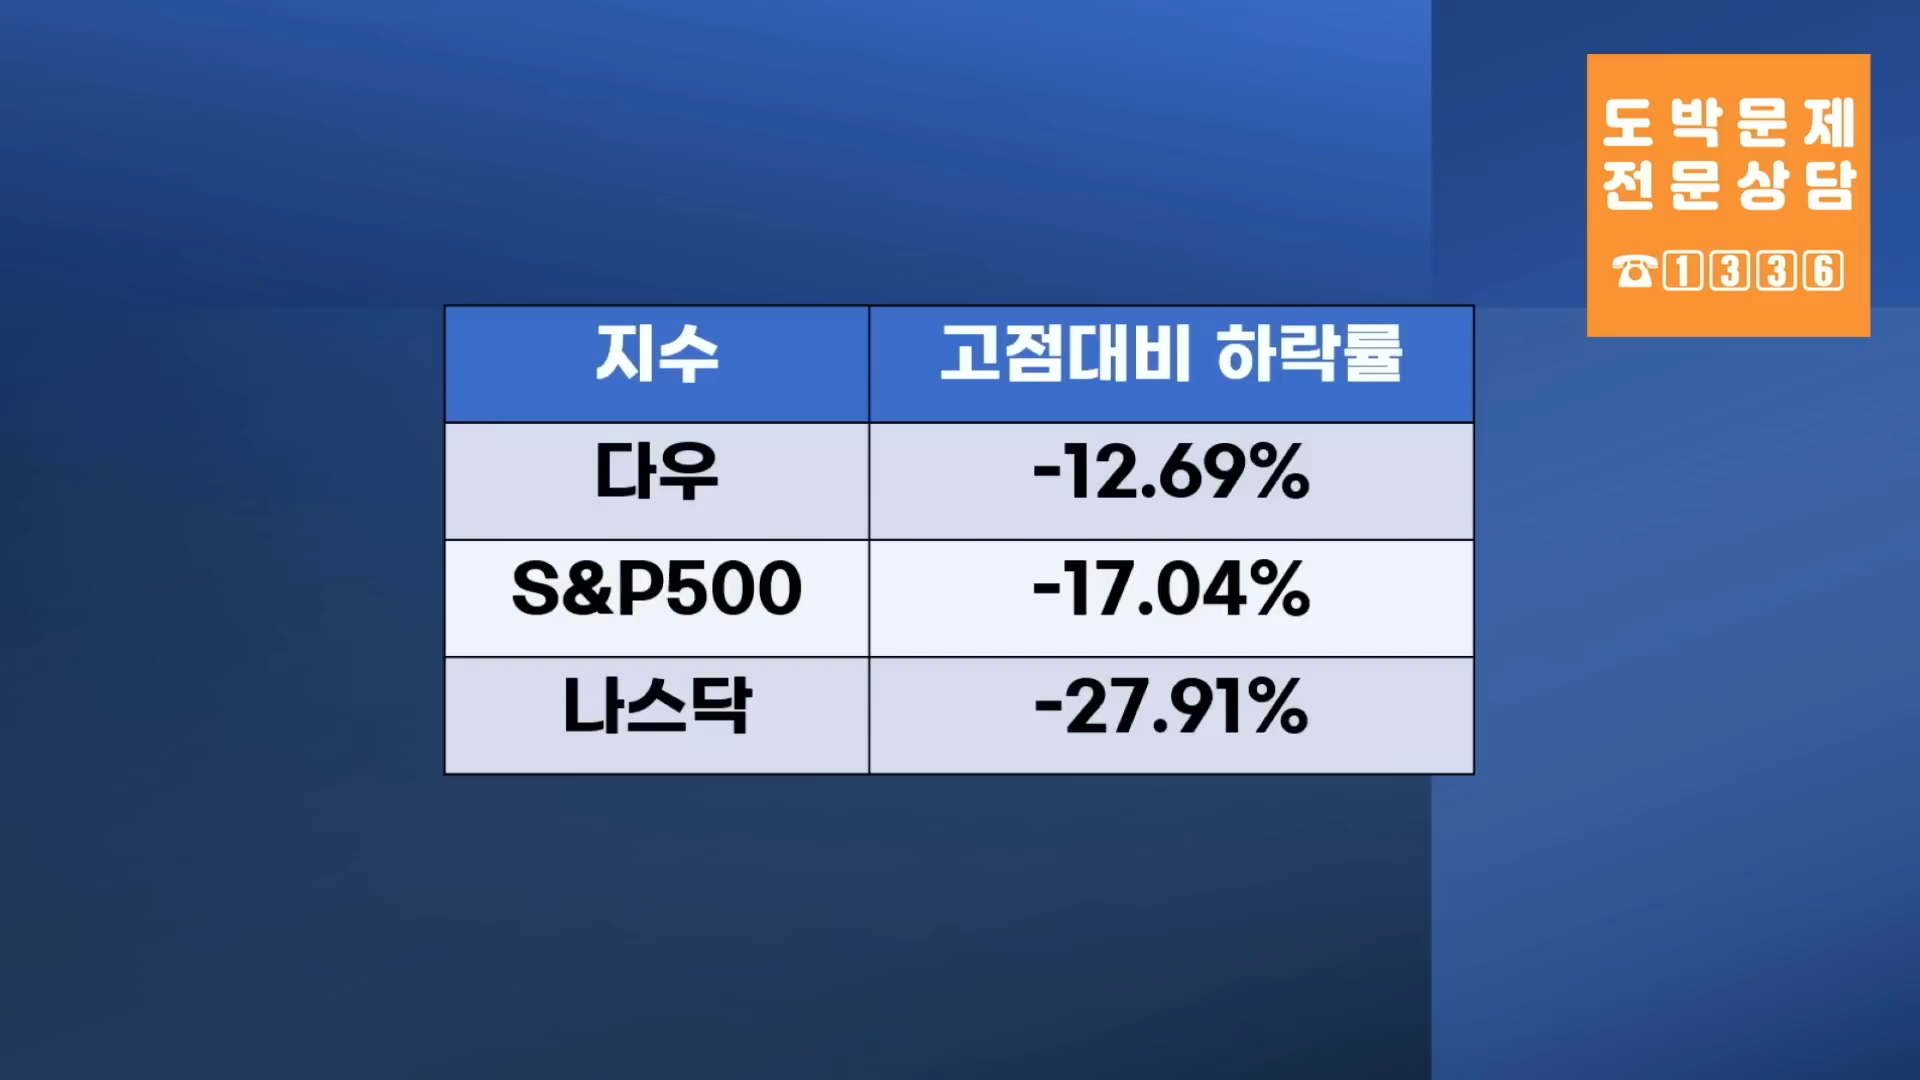 도박문제
전문상담
☎1336
지수 고점대비 하락률
다우 -12.69%
S&P500 -17.04%
나스닥 -27.91%